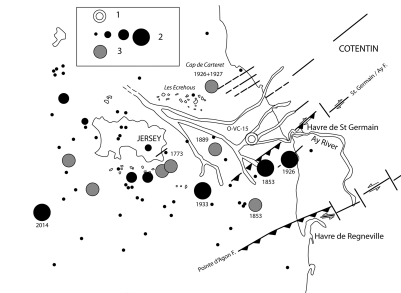 1
2
3
Cap de Carteret
1926+1927
COTENTIN
Les Ecrehous
St. Germain / Ay F.
O-VC-15
Havre de St Germain
Ay River
JERSEY
1889
1773
1853
1926
1933
1853
2014
Havre de Regneville
Pointe d'Agon F.